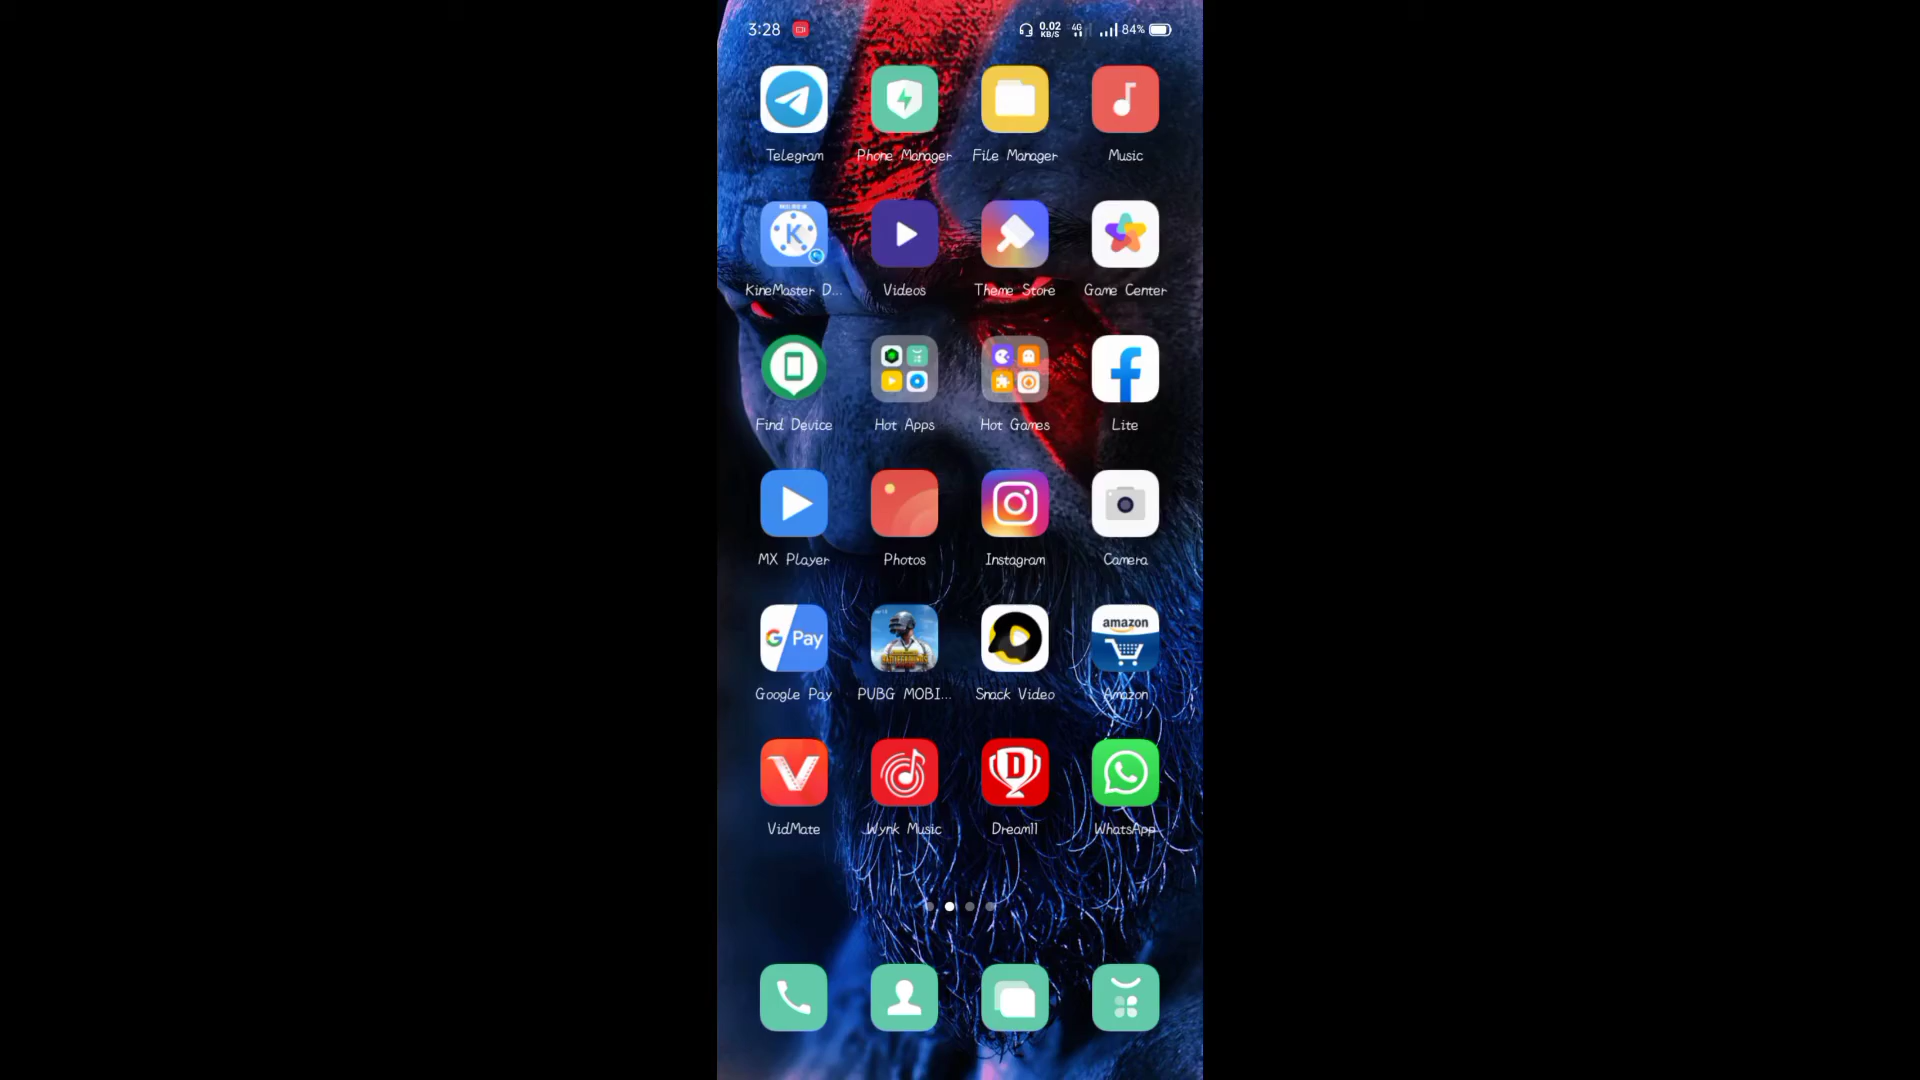 3:28 0.02 KB/S 4G 84%
Telegram Phone Manager File Manager Music
K
KineMaster D... Videos Theme Store Game Center
Find Device Hot Apps Hot Games Lite
MX Player Photos Instagram Camera
G Pay amazon
Google Pay PUBG MOBI... Snack Video Amazon
D
VidMate Wynk Music Dream11 WhatsApp